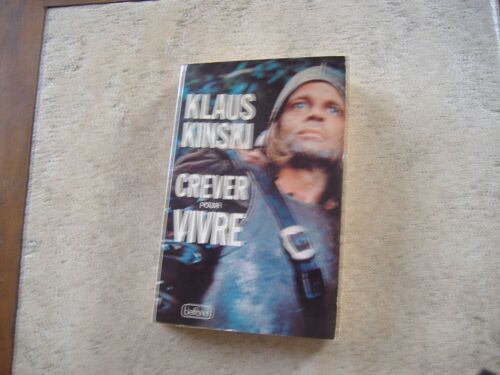 KLAUS
KINSKI
CREVER
POUR
VIVRE
belfond